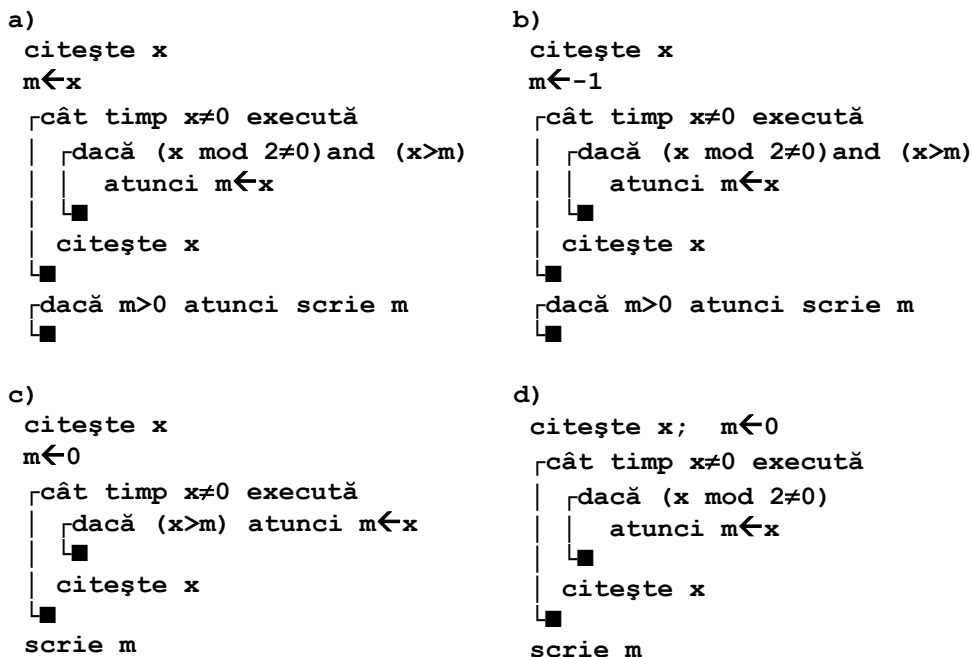 a)
citeşte x
m🡨x
┌cât timp x≠0 execută
│ ┌dacă (x mod 2≠0)and (x>m)
│ │ atunci m🡨x
│ └■
│ citeşte x
└■
┌dacă m>0 atunci scrie m
└■
b)
citeşte x
m🡨-1
┌cât timp x≠0 execută
│ ┌dacă (x mod 2≠0)and (x>m)
│ │ atunci m🡨x
│ └■
│ citeşte x
└■
┌dacă m>0 atunci scrie m
└■
c)
citeşte x
m🡨0
┌cât timp x≠0 execută
│ ┌dacă (x>m) atunci m🡨x
│ └■
│ citeşte x
└■
scrie m
d)
citeşte x; m🡨0
┌cât timp x≠0 execută
│ ┌dacă (x mod 2≠0)
│ │ atunci m🡨x
│ └■
│ citeşte x
└■
scrie m